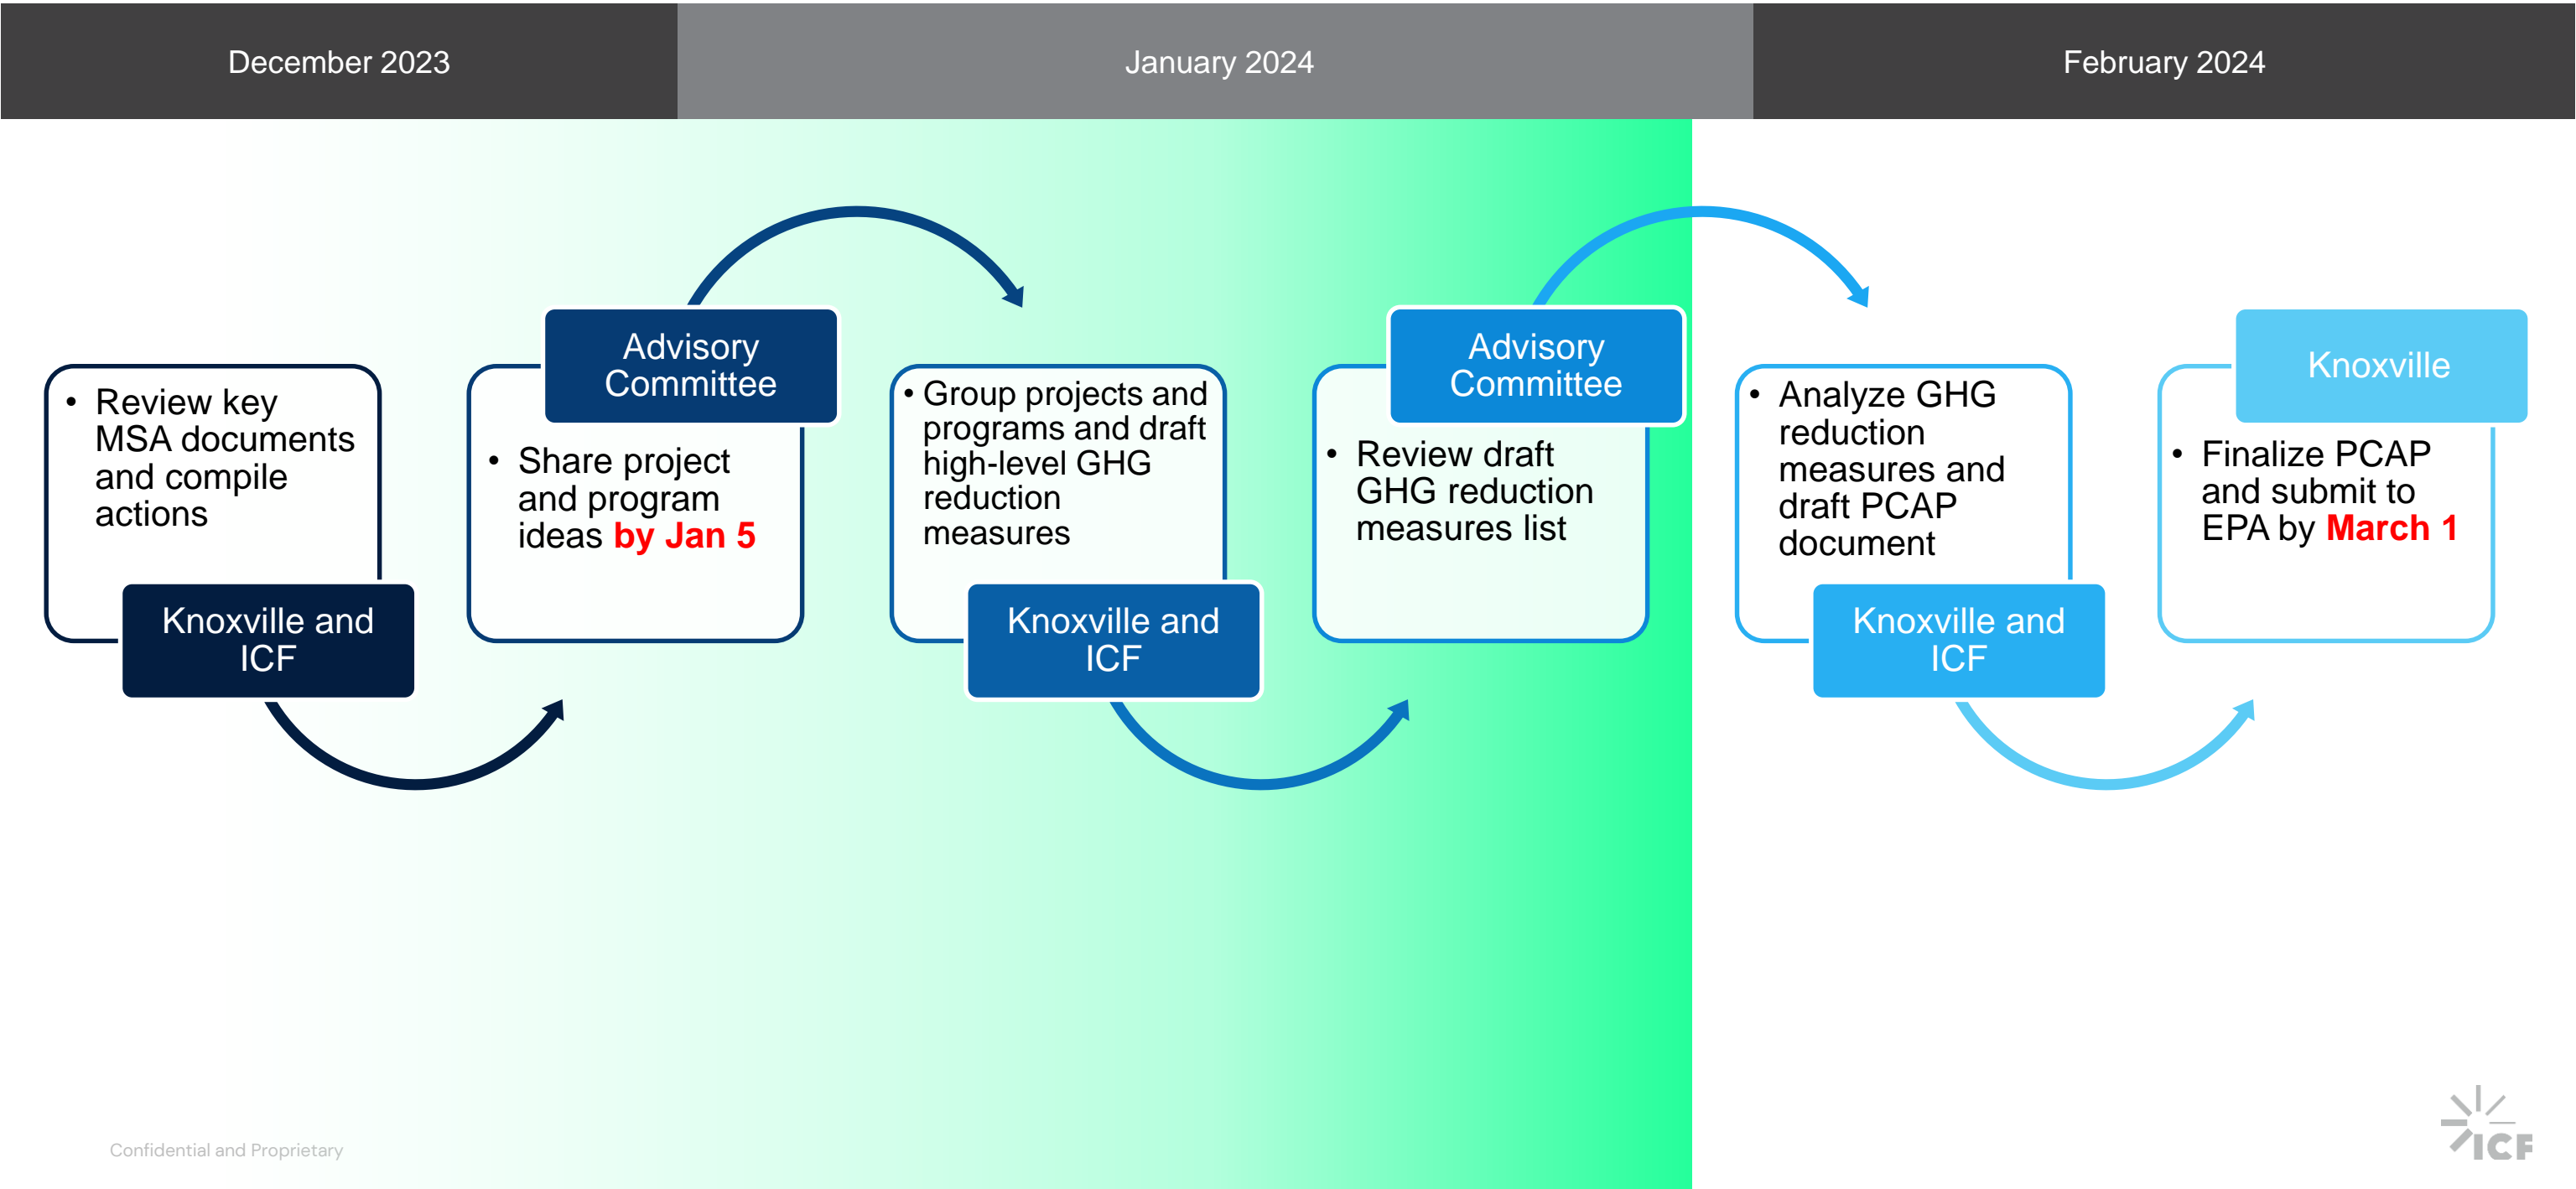 December 2023
January 2024
February 2024
• Review key
MSA documents
and compile
actions
Knoxville and
ICF
Advisory
Committee
• Share project
and program
ideas by Jan 5
• Group projects and
programs and draft
high-level GHG
reduction
measures
Knoxville and
ICF
Advisory
Committee
• Review draft
GHG reduction
measures list
• Analyze GHG
reduction
measures and
draft PCAP
document
Knoxville and
ICF
Knoxville
• Finalize PCAP
and submit to
EPA by March 1
Confidential and Proprietary
ICF